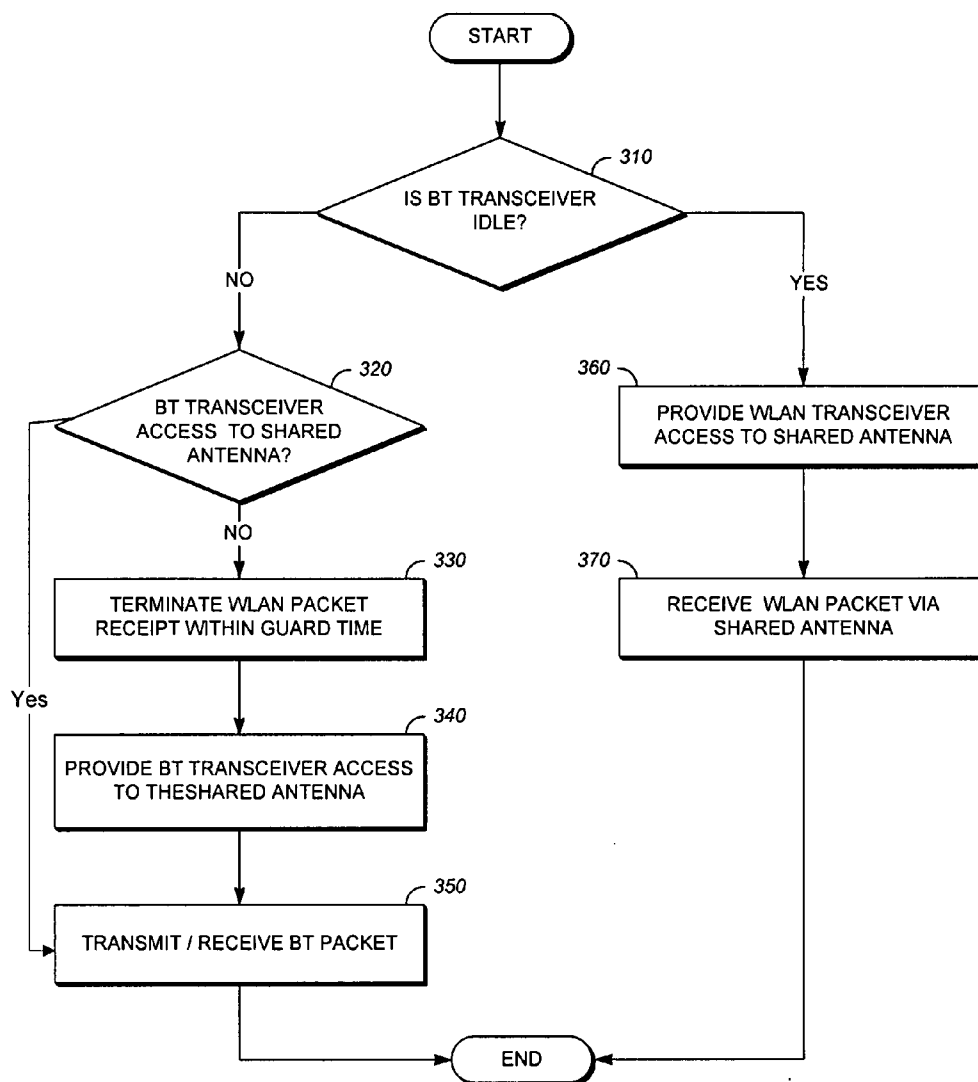 START
310
IS BT TRANSCEIVER
IDLE?
NO
YES
320
BT TRANSCEIVER
ACCESS TO SHARED
ANTENNA?
360
PROVIDE WLAN TRANSCEIVER
ACCESS TO SHARED ANTENNA
NO
330
TERMINATE WLAN PACKET
RECEIPT WITHIN GUARD TIME
370
RECEIVE WLAN PACKET VIA
SHARED ANTENNA
Yes
340
PROVIDE BT TRANSCEIVER ACCESS
TO THESHARED ANTENNA
350
TRANSMIT / RECEIVE BT PACKET
END